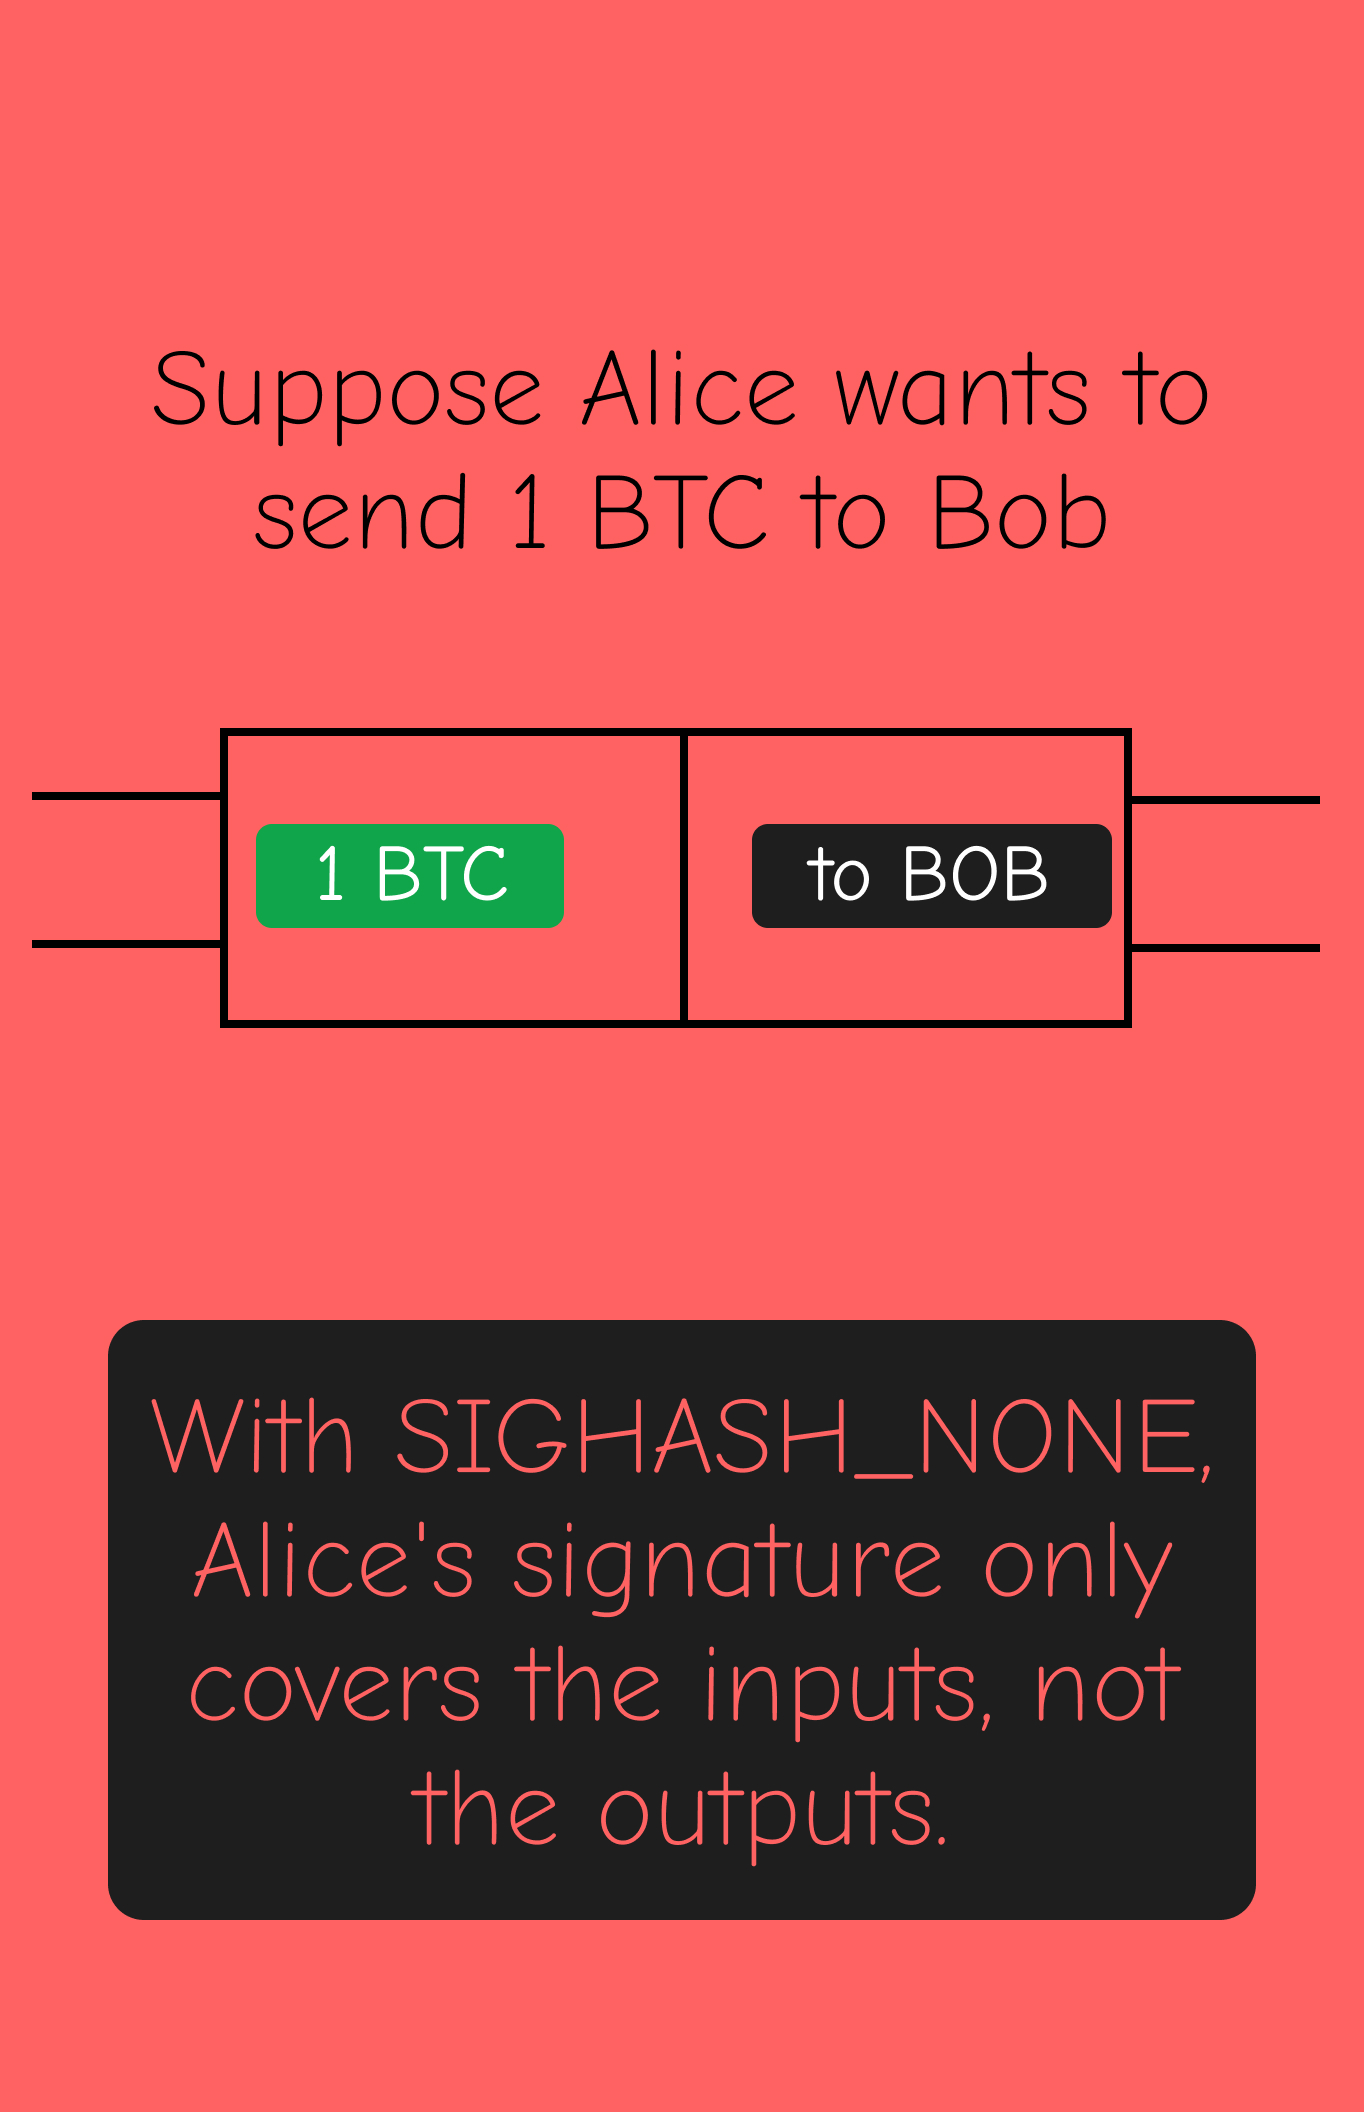 Suppose Alice wants to
send 1 BTC to Bob
1 BTC
to BOB
With SIGHASH_NONE,
Alice's signature only
covers the inputs, not
the outputs.